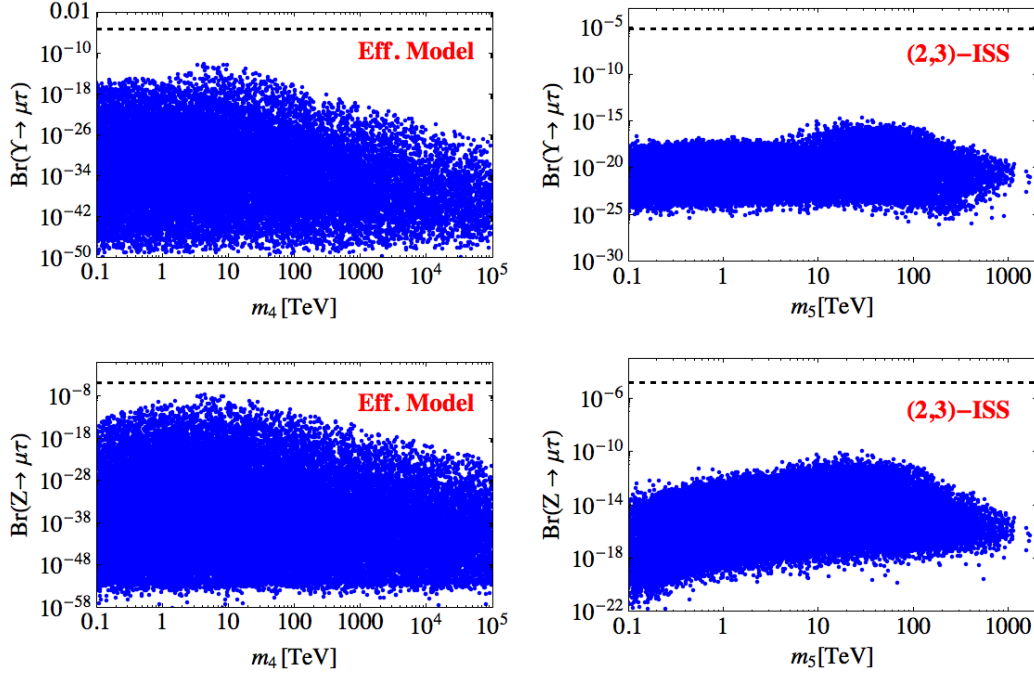 0.01
10^-10
10^-18
10^-26
10^-34
10^-42
10^-50
Br(Υ→ μτ)
Eff. Model
0.1 1 10 100 1000 10^4 10^5
m_4[TeV]
10^-5
10^-10
10^-15
10^-20
10^-25
10^-30
Br(Υ→ μτ)
(2,3)-ISS
0.1 1 10 100 1000
m_5[TeV]
10^-8
10^-18
10^-28
10^-38
10^-48
10^-58
Br(Z→ μτ)
Eff. Model
0.1 1 10 100 1000 10^4 10^5
m_4[TeV]
10^-6
10^-10
10^-14
10^-18
10^-22
Br(Z→ μτ)
(2,3)-ISS
0.1 1 10 100 1000
m_5[TeV]